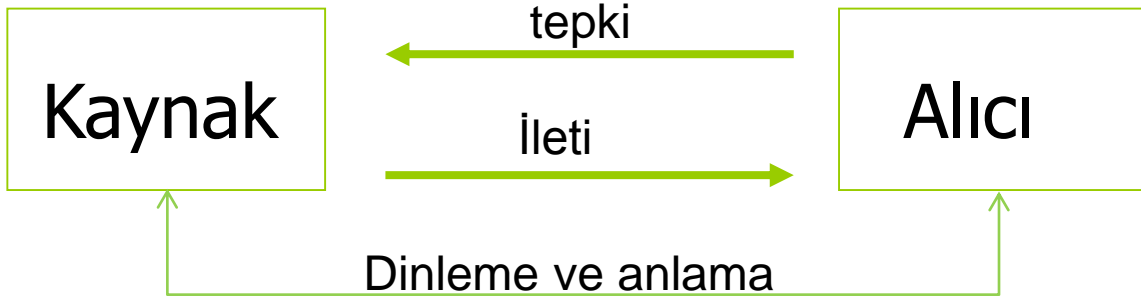 tepki
Kaynak
Alıcı
İleti
Dinleme ve anlama